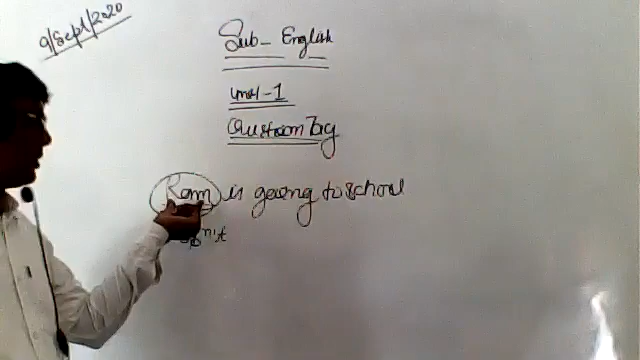 9/Sept/2020
Sub- English
Unit-1
Question Tag
Ram is going to school